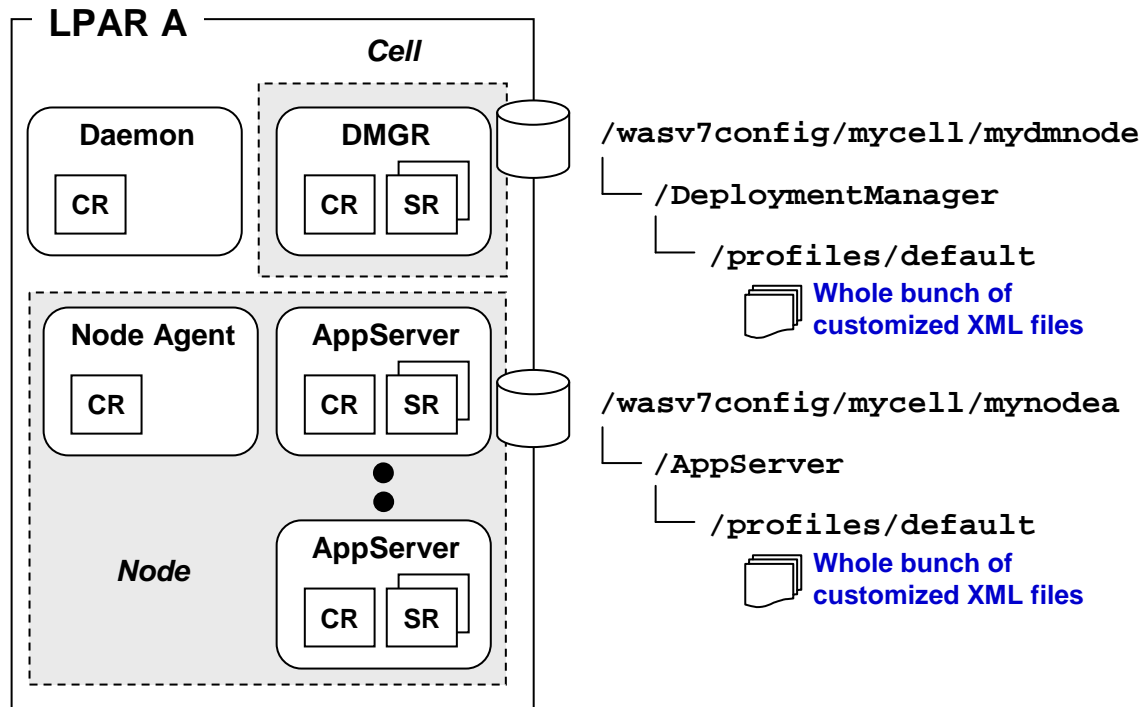 LPAR A
Cell
Daemon
CR
DMGR
CR SR
/wasv7config/mycell/mydmnode
/DeploymentManager
/profiles/default
Whole bunch of
customized XML files
Node Agent
CR
AppServer
CR SR
/wasv7config/mycell/mynodea
/AppServer
/profiles/default
Whole bunch of
customized XML files
Node
AppServer
CR SR